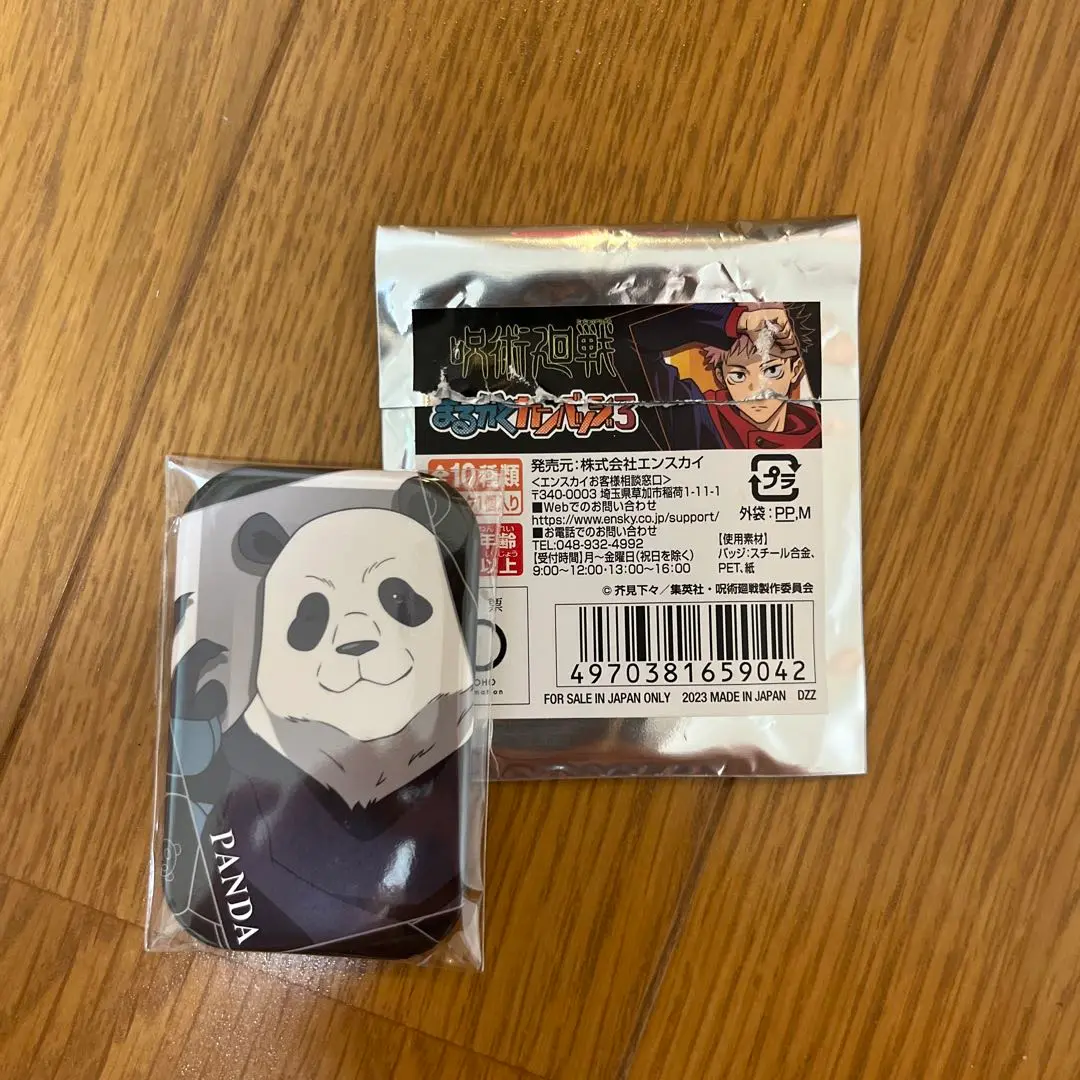 呪術廻戦
まるかくカンバッジ3
全10種類
入り
年齢
以上
発売元:株式会社エンスカイ
<エンスカイお客様相談窓口>
〒340-0003 埼玉県草加市稲荷1-11-1
■Webでのお問い合わせ
https://www.ensky.co.jp/support/
■お電話でのお問い合わせ
TEL:048-932-4992
【受付時間】月～金曜日(祝日を除く)
9:00～12:00・13:00～16:00
プラ
外袋:PP,M
【使用素材】
バッジ:スチール合金、
PET、紙
© 芥見下々/集英社・呪術廻戦製作委員会
票
4970381659042
FOR SALE IN JAPAN ONLY 2023 MADE IN JAPAN DZZ
PANDA